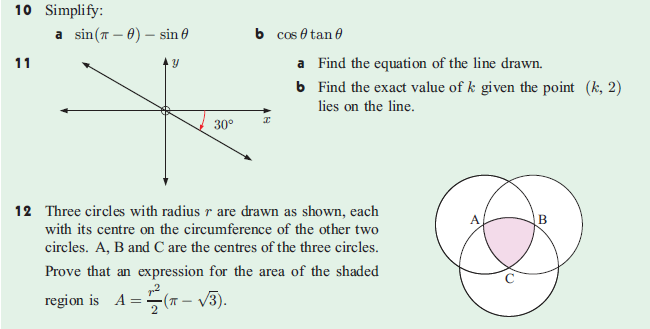 10 Simplify:
a sin(π − θ) − sin θ b cos θ tan θ
11 y a Find the equation of the line drawn.
b Find the exact value of k given the point (k, 2)
lies on the line.
30° x
12 Three circles with radius r are drawn as shown, each
with its centre on the circumference of the other two
circles. A, B and C are the centres of the three circles.
Prove that an expression for the area of the shaded
region is A = r²/2 (π − √3).
A B
C